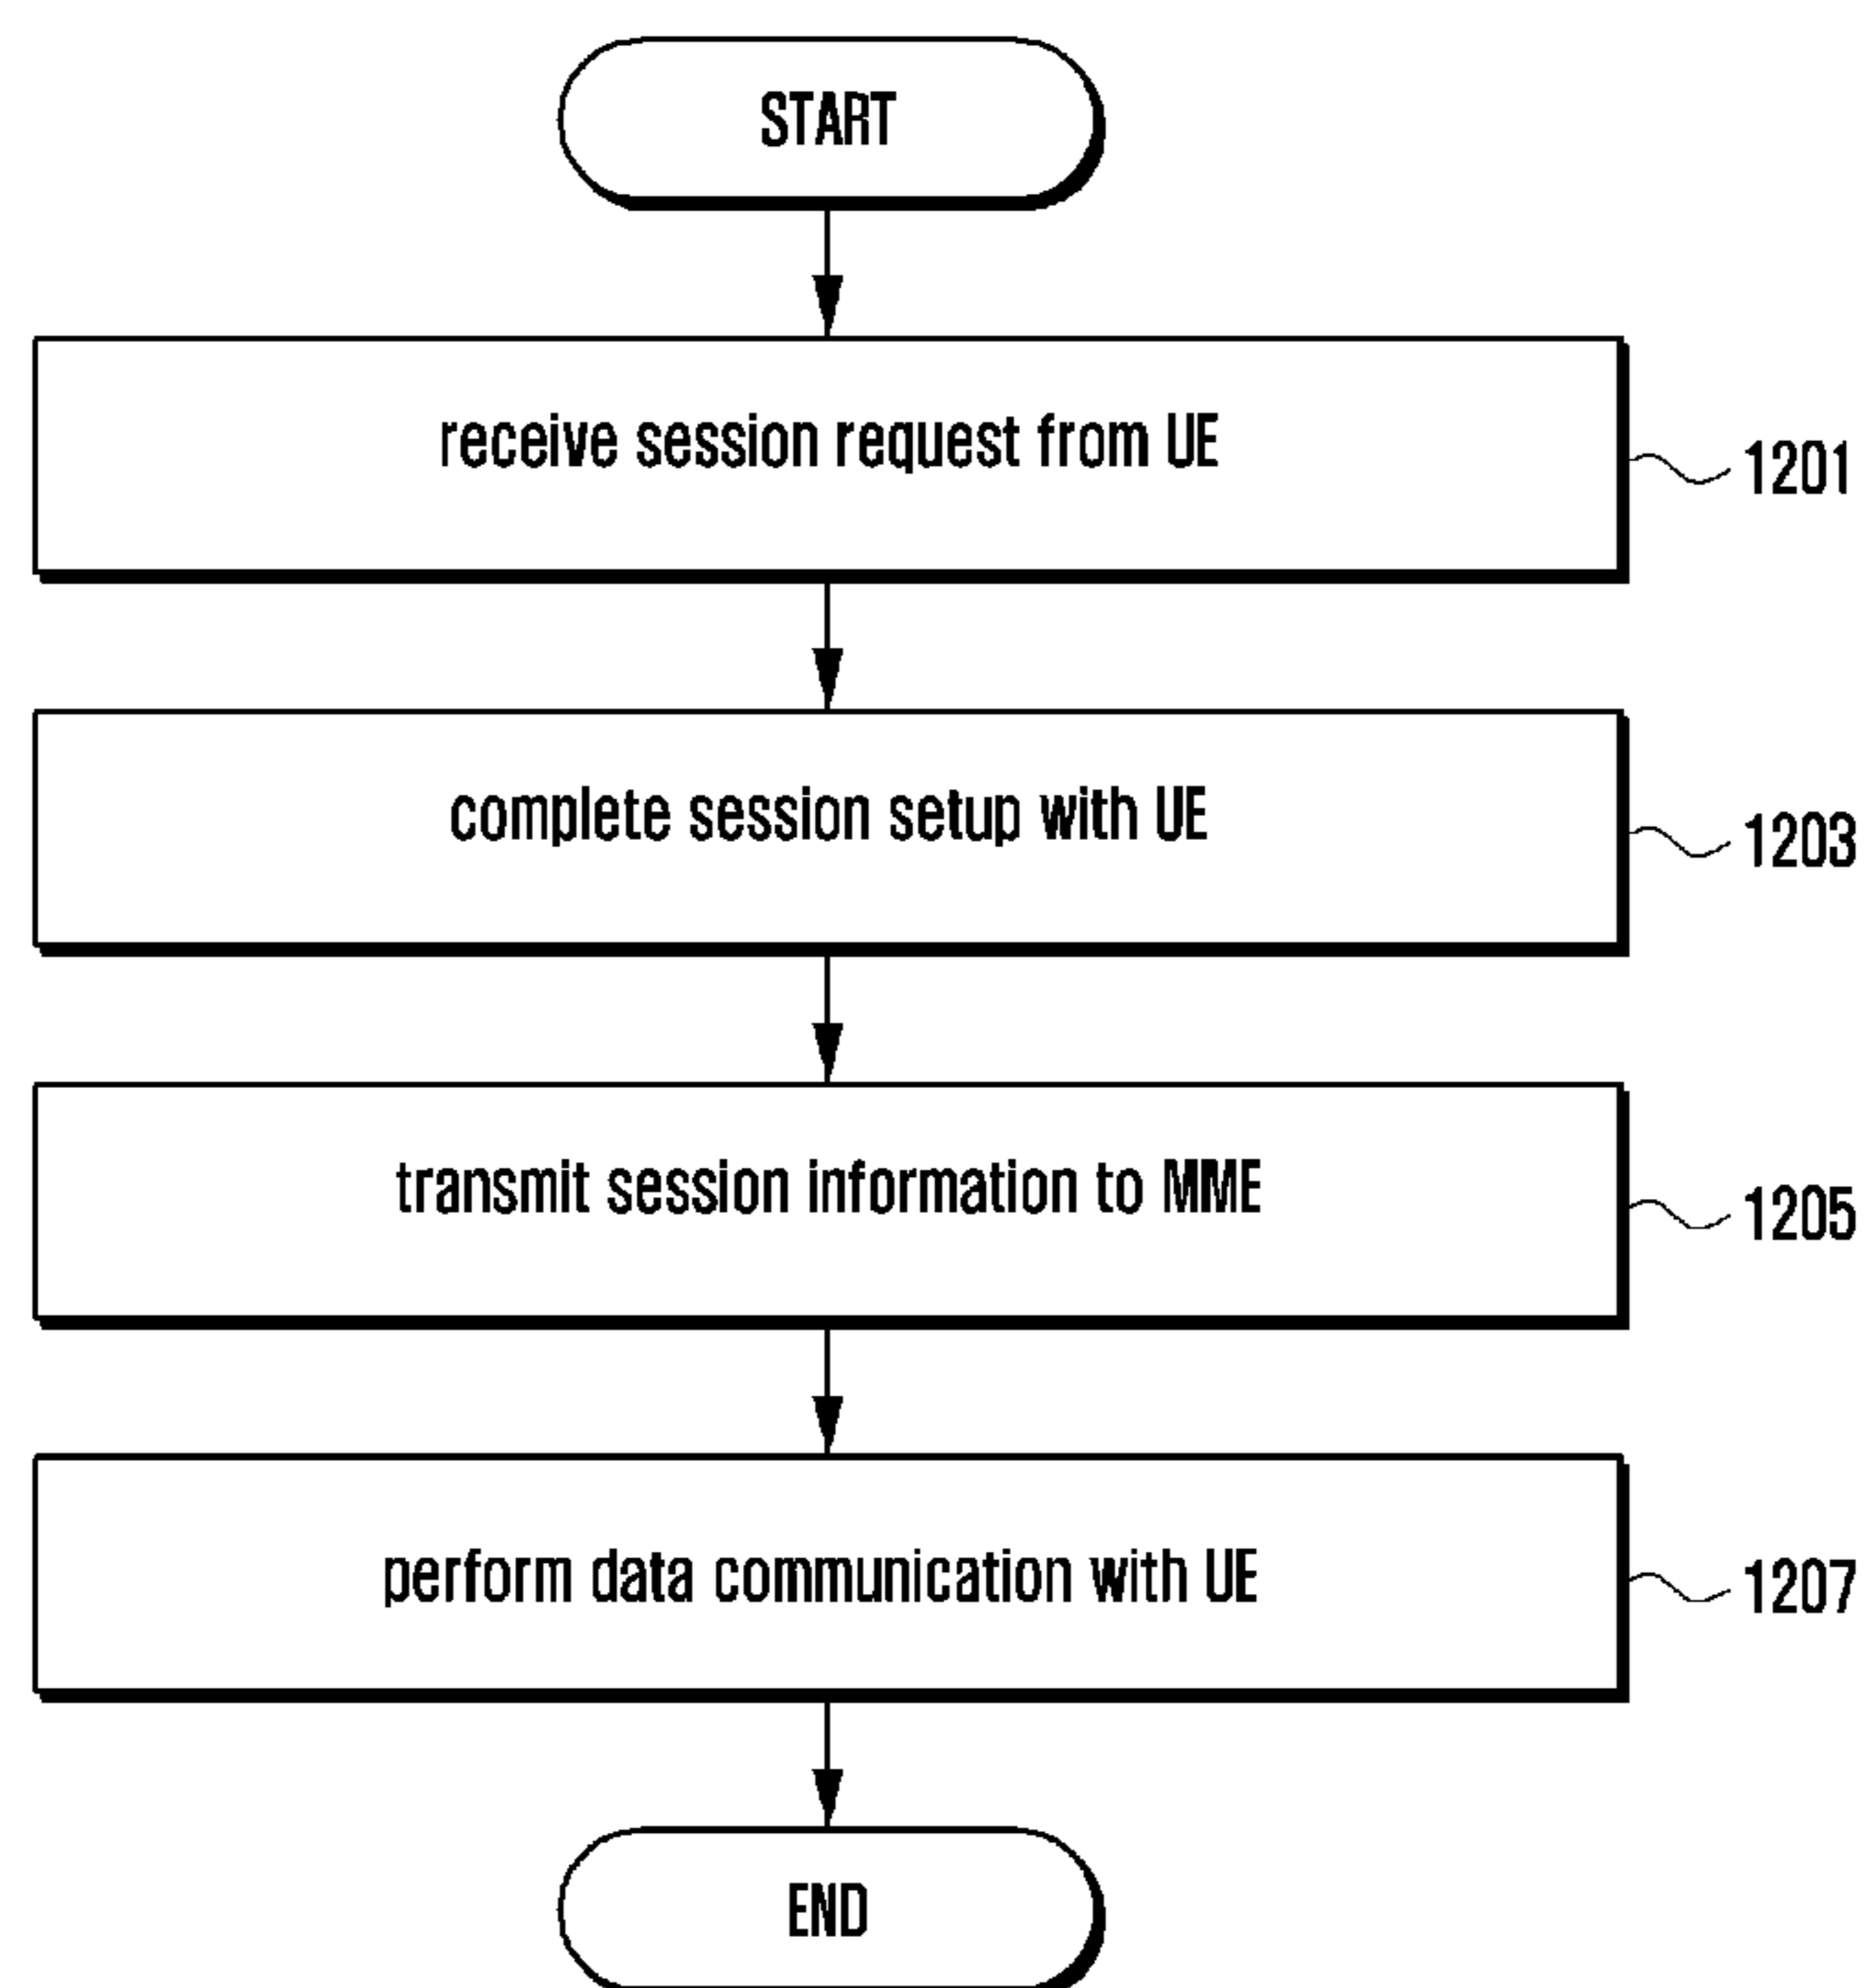 START
receive session request from UE
1201
complete session setup with UE
1203
transmit session information to MME
1205
perform data communication with UE
1207
END